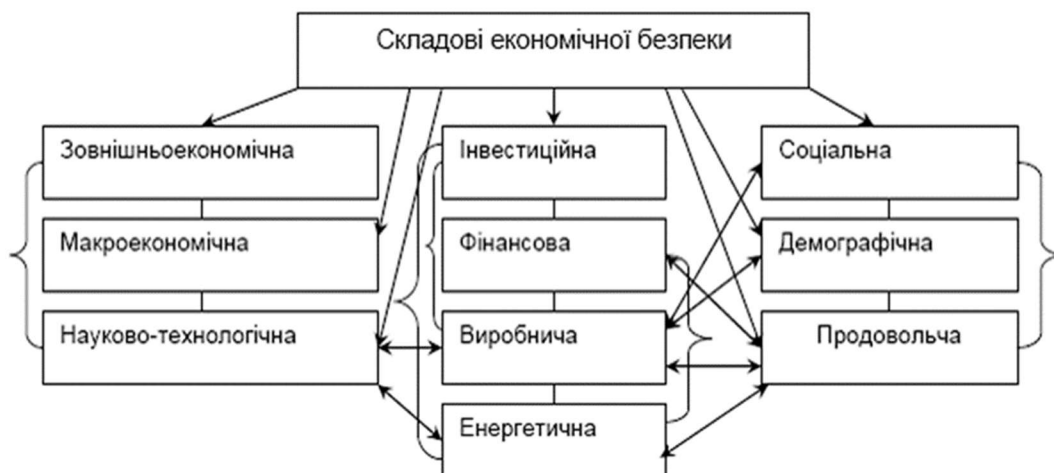 Складові економічної безпеки
Зовнішньоекономічна
Інвестиційна
Соціальна
Макроекономічна
Фінансова
Демографічна
Науково-технологічна
Виробнича
Продовольча
Енергетична